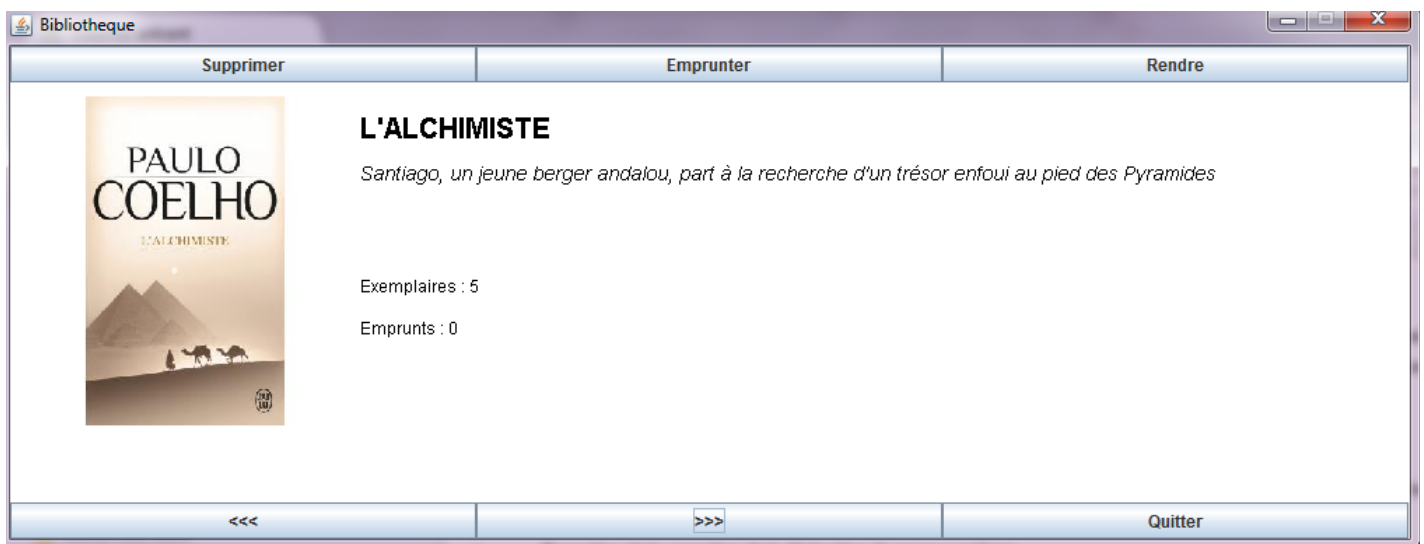 Bibliotheque
Supprimer Emprunter Rendre
PAULO
COELHO
L'ALCHIMISTE
L'ALCHIMISTE
Santiago, un jeune berger andalou, part à la recherche d'un trésor enfoui au pied des Pyramides
Exemplaires : 5
Emprunts : 0
<<< >>> Quitter